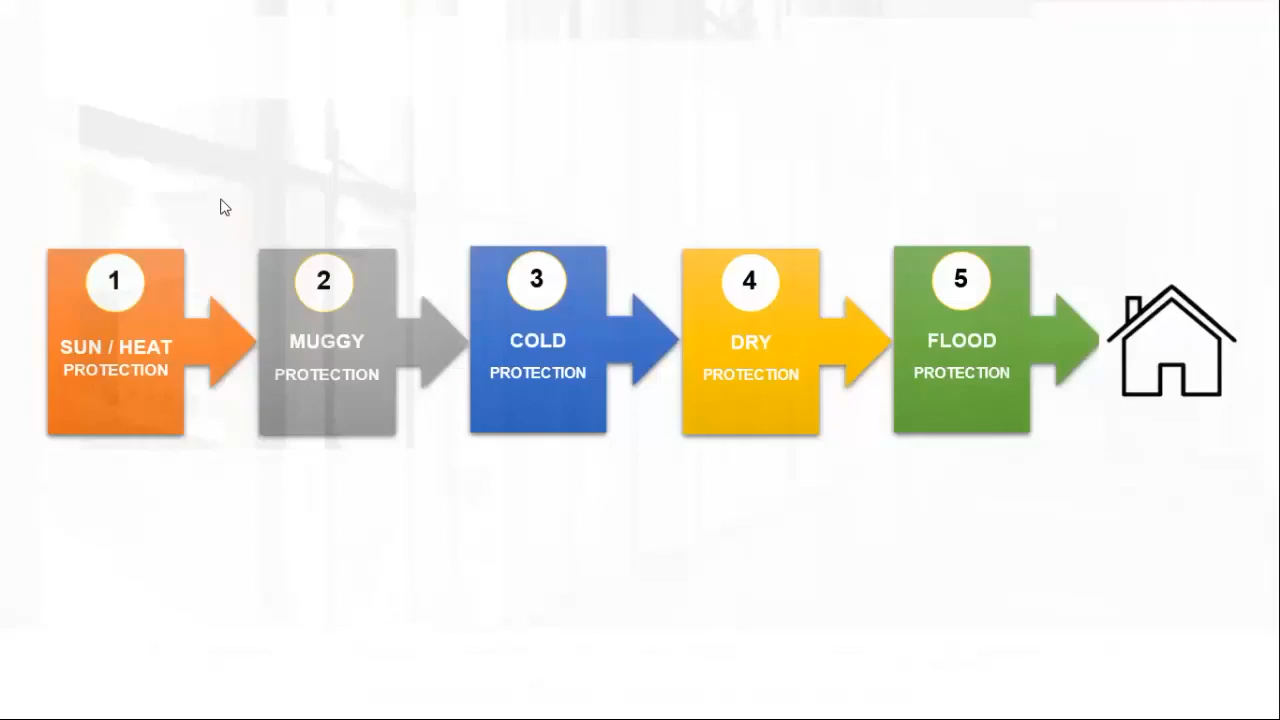 1
SUN / HEAT
PROTECTION
2
MUGGY
PROTECTION
3
COLD
PROTECTION
4
DRY
PROTECTION
5
FLOOD
PROTECTION